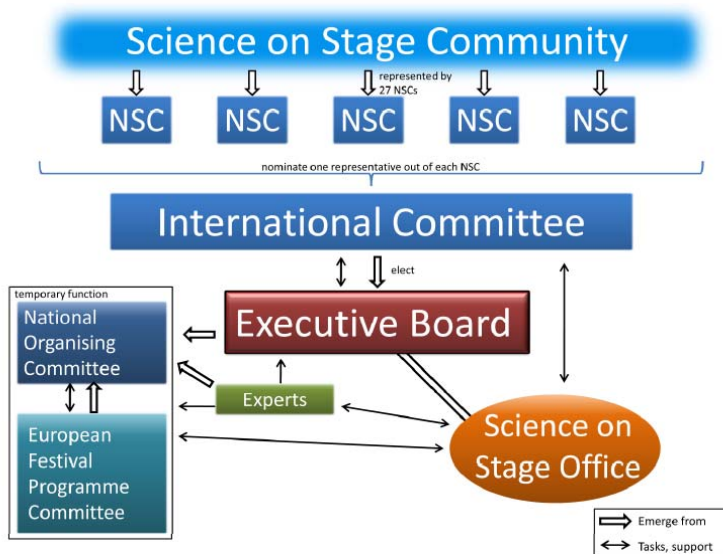 Science on Stage Community
represented by
27 NSCs
NSC
NSC
NSC
NSC
NSC
nominate one representative out of each NSC
International Committee
elect
temporary function
National
Organising
Committee
Executive Board
Experts
European
Festival
Programme
Committee
Science on
Stage Office
Emerge from
Tasks, support